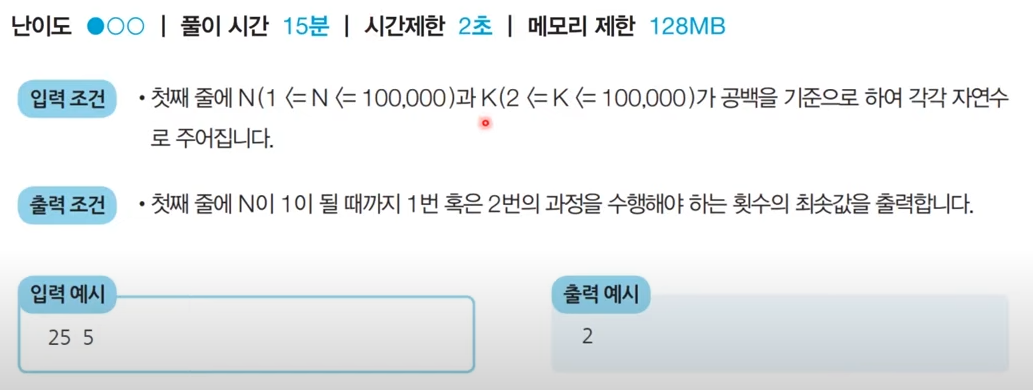 난이도 ●○○ | 풀이 시간 15분 | 시간제한 2초 | 메모리 제한 128MB
입력 조건 • 첫째 줄에 N(1 <= N <= 100,000)과 K(2 <= K <= 100,000)가 공백을 기준으로 하여 각각 자연수
로 주어집니다.
출력 조건 • 첫째 줄에 N이 1이 될 때까지 1번 혹은 2번의 과정을 수행해야 하는 횟수의 최솟값을 출력합니다.
입력 예시
25 5
출력 예시
2